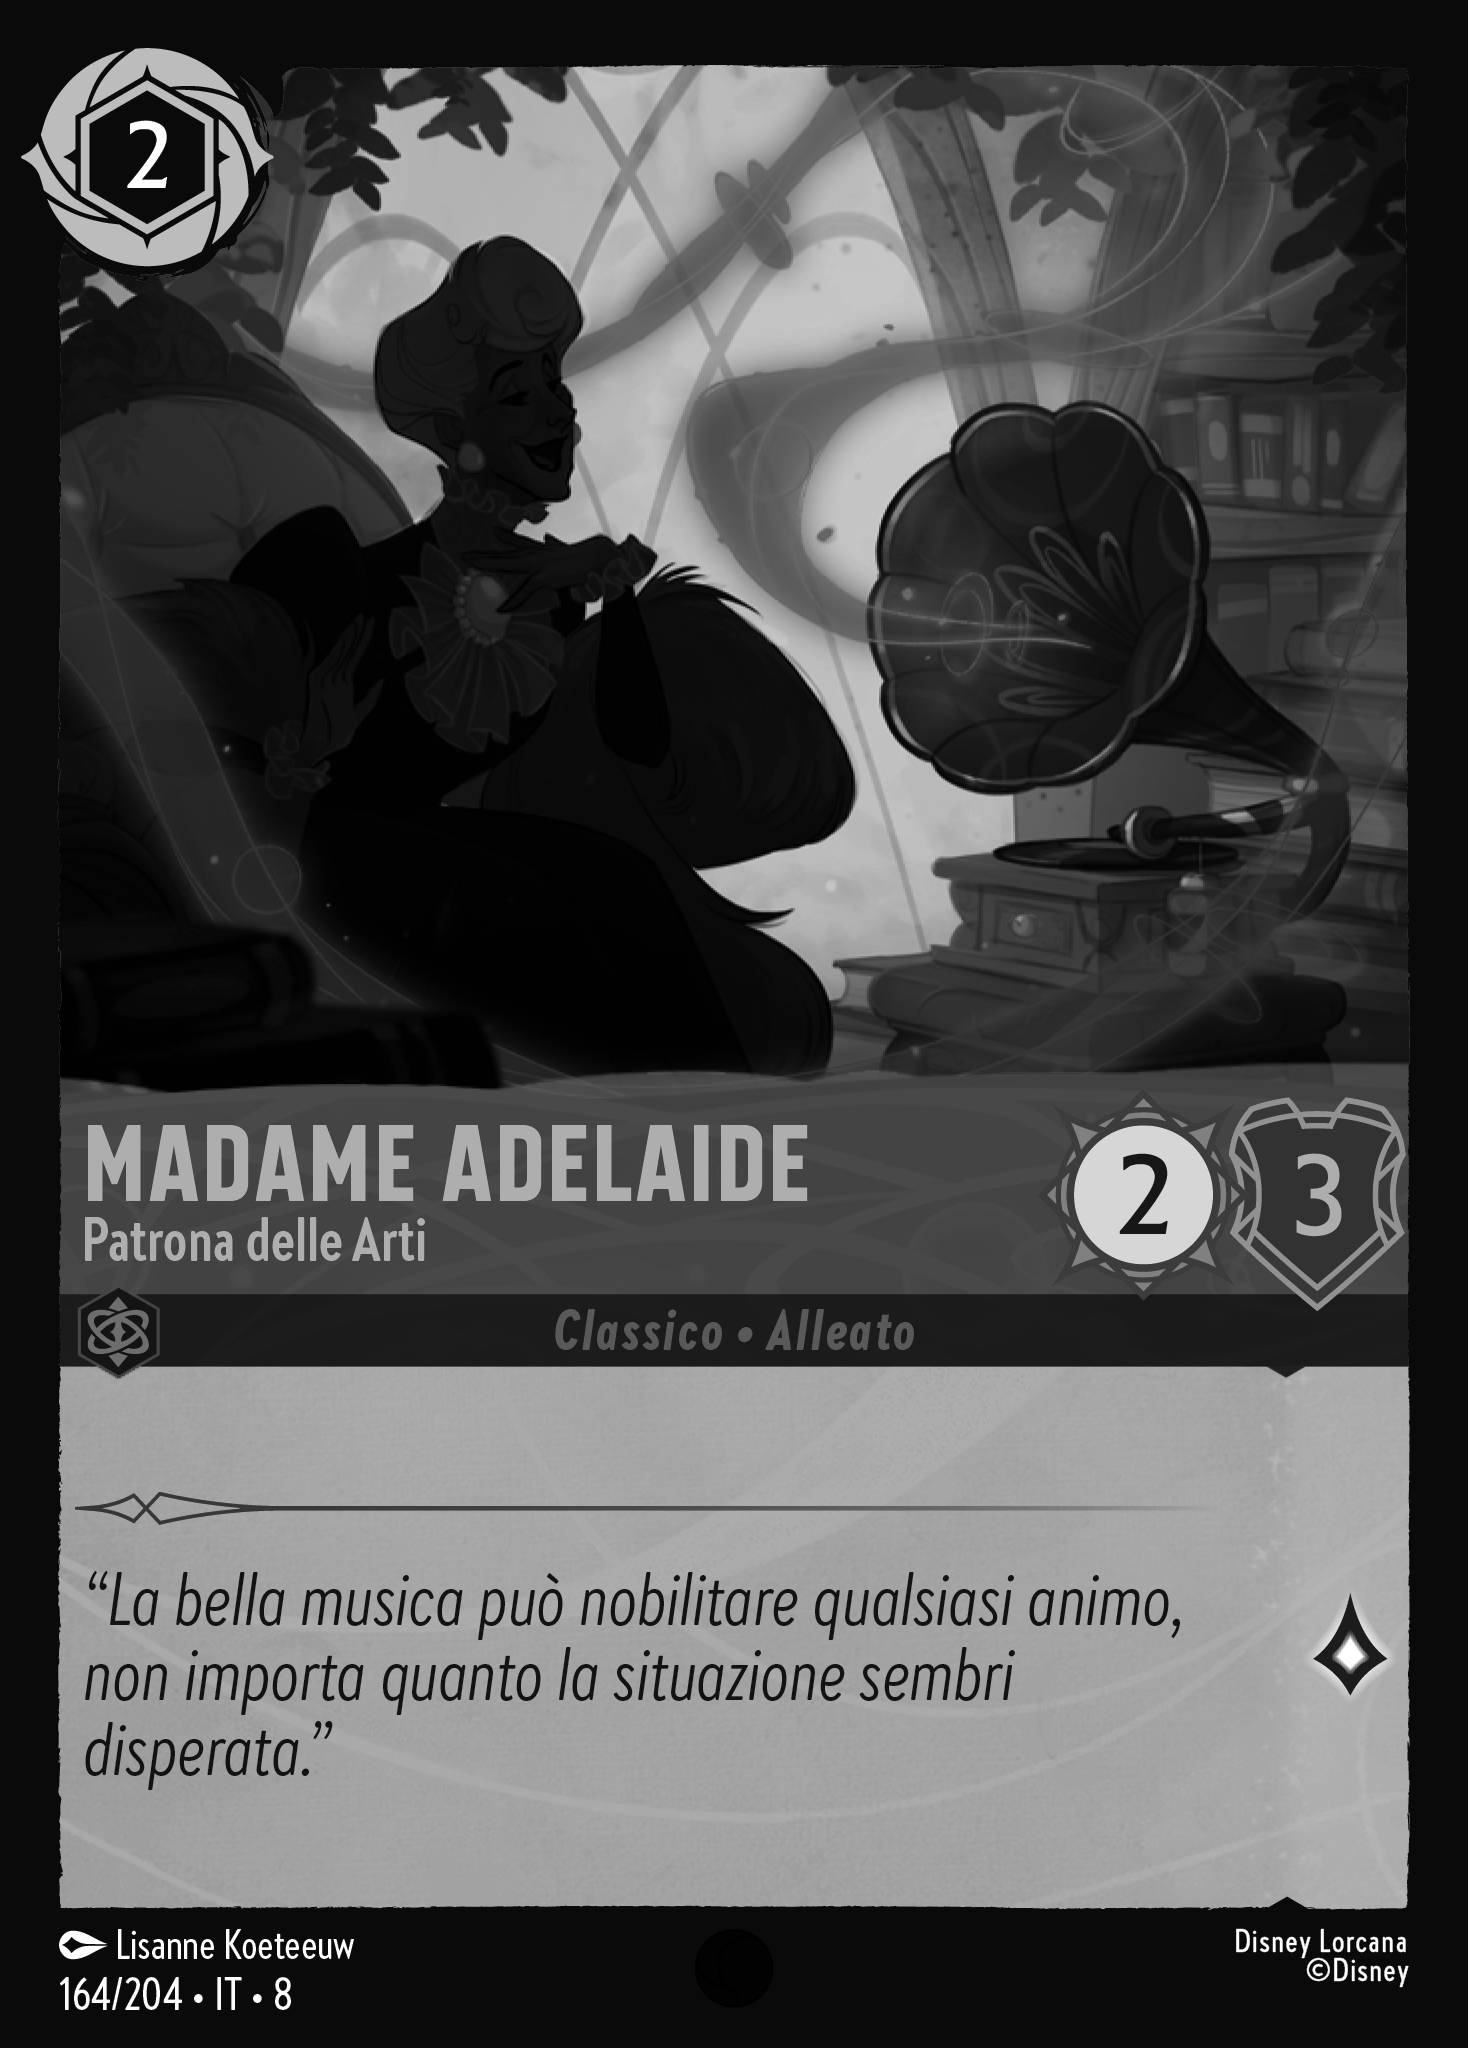 2
MADAME ADELAIDE
Patrona delle Arti
2
3
Classico • Alleato
“La bella musica può nobilitare qualsiasi animo,
non importa quanto la situazione sembri
disperata.”
Lisanne Koeteeuw
164/204 • IT • 8
Disney Lorcana
©Disney